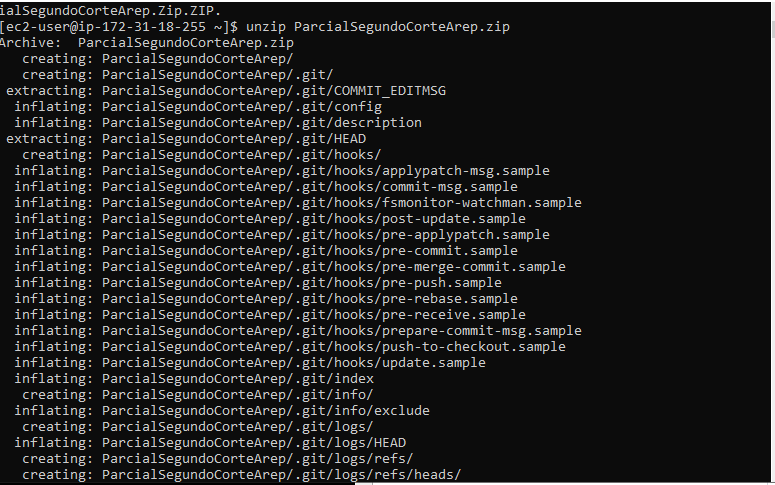 ialSegundoCorteArep.Zip.ZIP.
[ec2-user@ip-172-31-18-255 ~]$ unzip ParcialSegundoCorteArep.zip
Archive:  ParcialSegundoCorteArep.zip
   creating: ParcialSegundoCorteArep/
   creating: ParcialSegundoCorteArep/.git/
 extracting: ParcialSegundoCorteArep/.git/COMMIT_EDITMSG
  inflating: ParcialSegundoCorteArep/.git/config
  inflating: ParcialSegundoCorteArep/.git/description
 extracting: ParcialSegundoCorteArep/.git/HEAD
   creating: ParcialSegundoCorteArep/.git/hooks/
  inflating: ParcialSegundoCorteArep/.git/hooks/applypatch-msg.sample
  inflating: ParcialSegundoCorteArep/.git/hooks/commit-msg.sample
  inflating: ParcialSegundoCorteArep/.git/hooks/fsmonitor-watchman.sample
  inflating: ParcialSegundoCorteArep/.git/hooks/post-update.sample
  inflating: ParcialSegundoCorteArep/.git/hooks/pre-applypatch.sample
  inflating: ParcialSegundoCorteArep/.git/hooks/pre-commit.sample
  inflating: ParcialSegundoCorteArep/.git/hooks/pre-merge-commit.sample
  inflating: ParcialSegundoCorteArep/.git/hooks/pre-push.sample
  inflating: ParcialSegundoCorteArep/.git/hooks/pre-rebase.sample
  inflating: ParcialSegundoCorteArep/.git/hooks/pre-receive.sample
  inflating: ParcialSegundoCorteArep/.git/hooks/prepare-commit-msg.sample
  inflating: ParcialSegundoCorteArep/.git/hooks/push-to-checkout.sample
  inflating: ParcialSegundoCorteArep/.git/hooks/update.sample
  inflating: ParcialSegundoCorteArep/.git/index
   creating: ParcialSegundoCorteArep/.git/info/
  inflating: ParcialSegundoCorteArep/.git/info/exclude
   creating: ParcialSegundoCorteArep/.git/logs/
  inflating: ParcialSegundoCorteArep/.git/logs/HEAD
   creating: ParcialSegundoCorteArep/.git/logs/refs/
   creating: ParcialSegundoCorteArep/.git/logs/refs/heads/